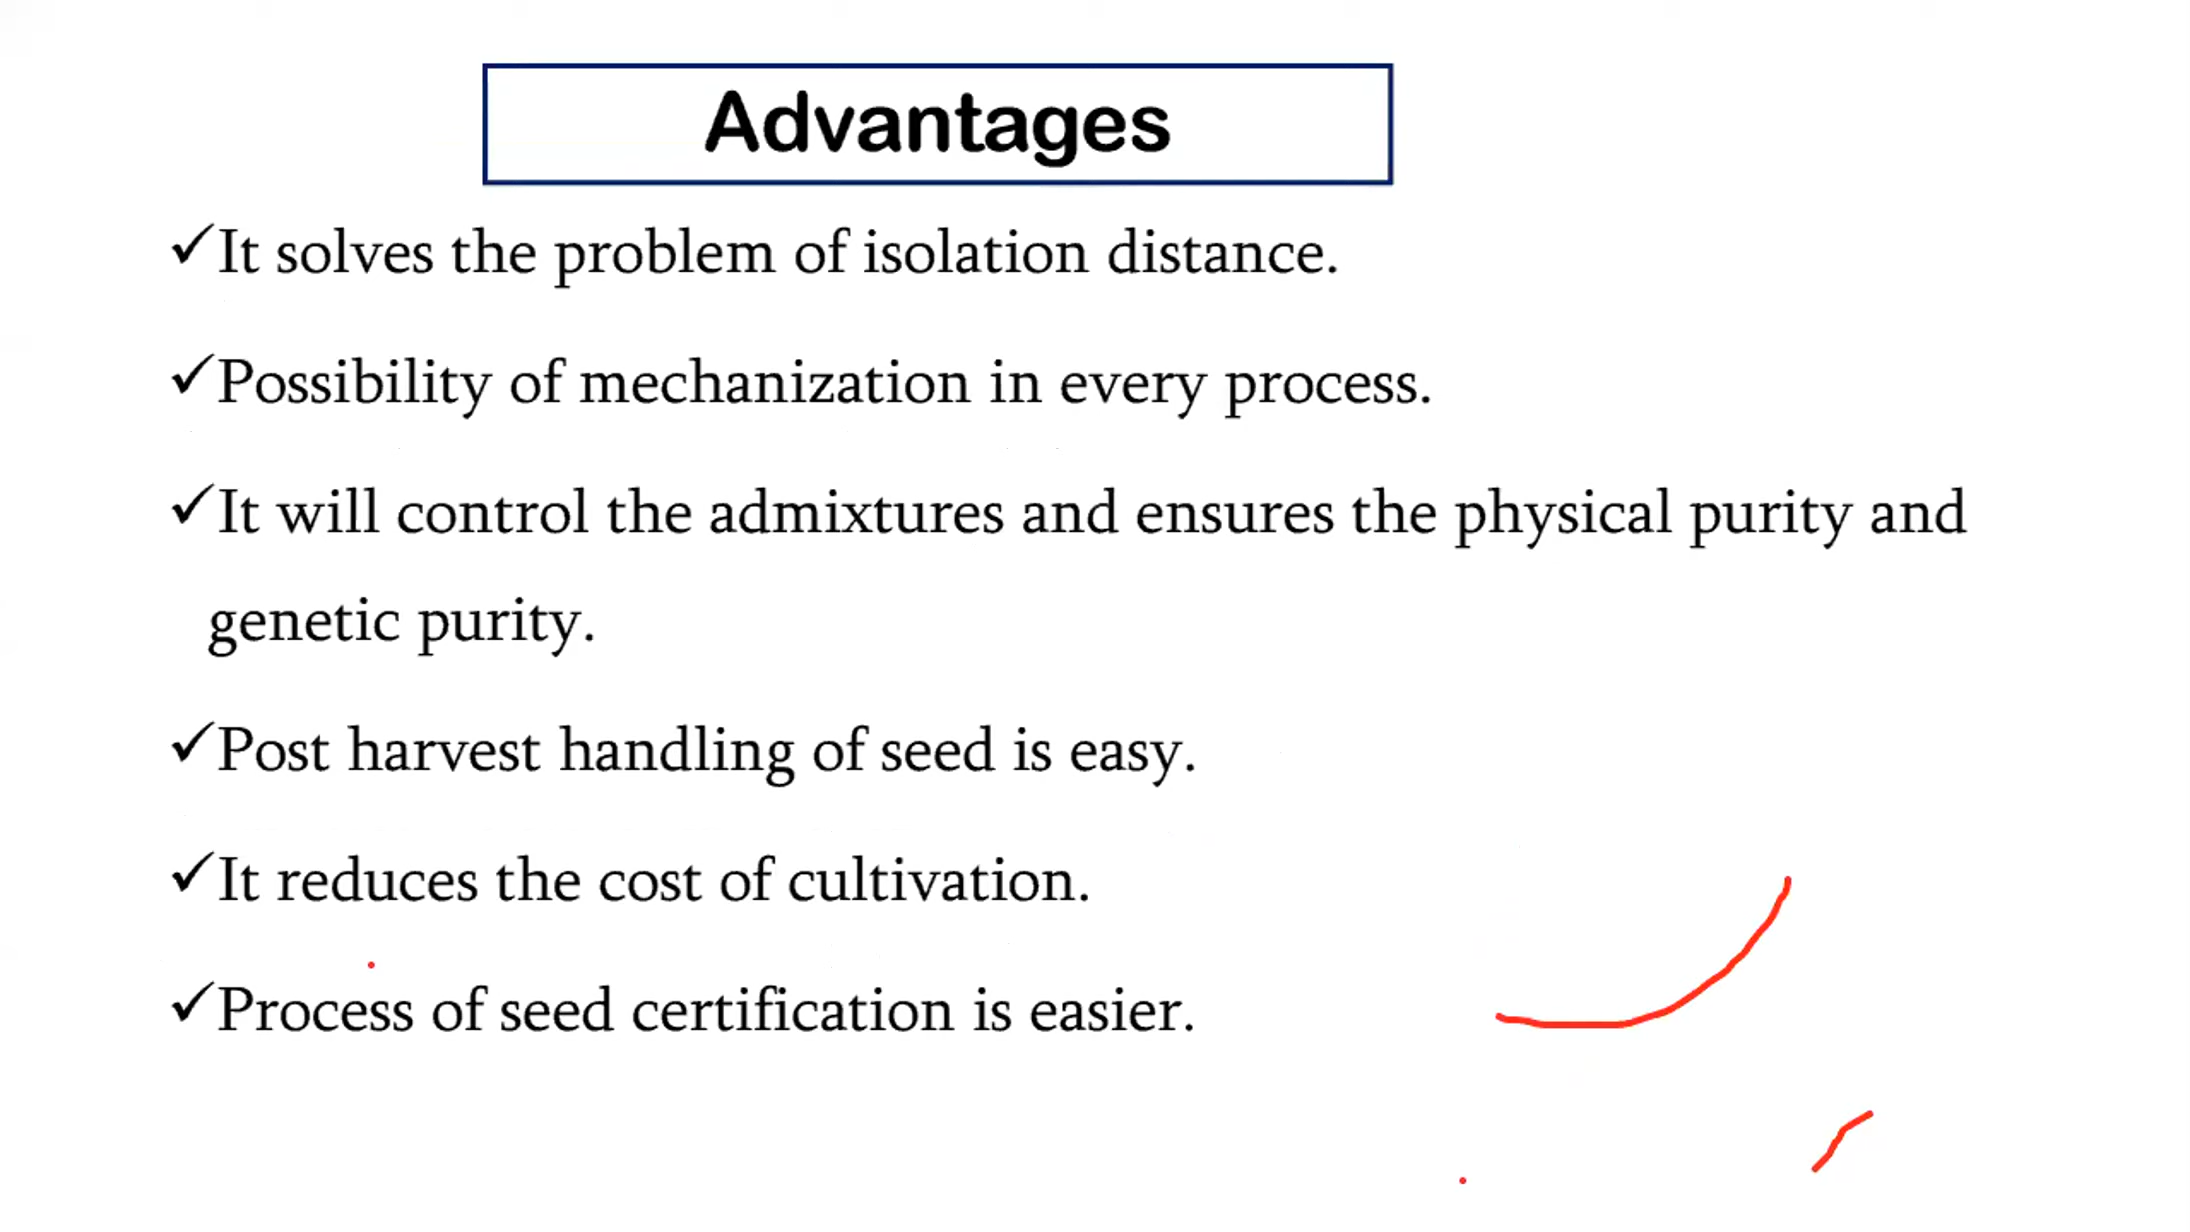 Advantages
✓It solves the problem of isolation distance.
✓Possibility of mechanization in every process.
✓It will control the admixtures and ensures the physical purity and
genetic purity.
✓Post harvest handling of seed is easy.
✓It reduces the cost of cultivation.
✓Process of seed certification is easier.